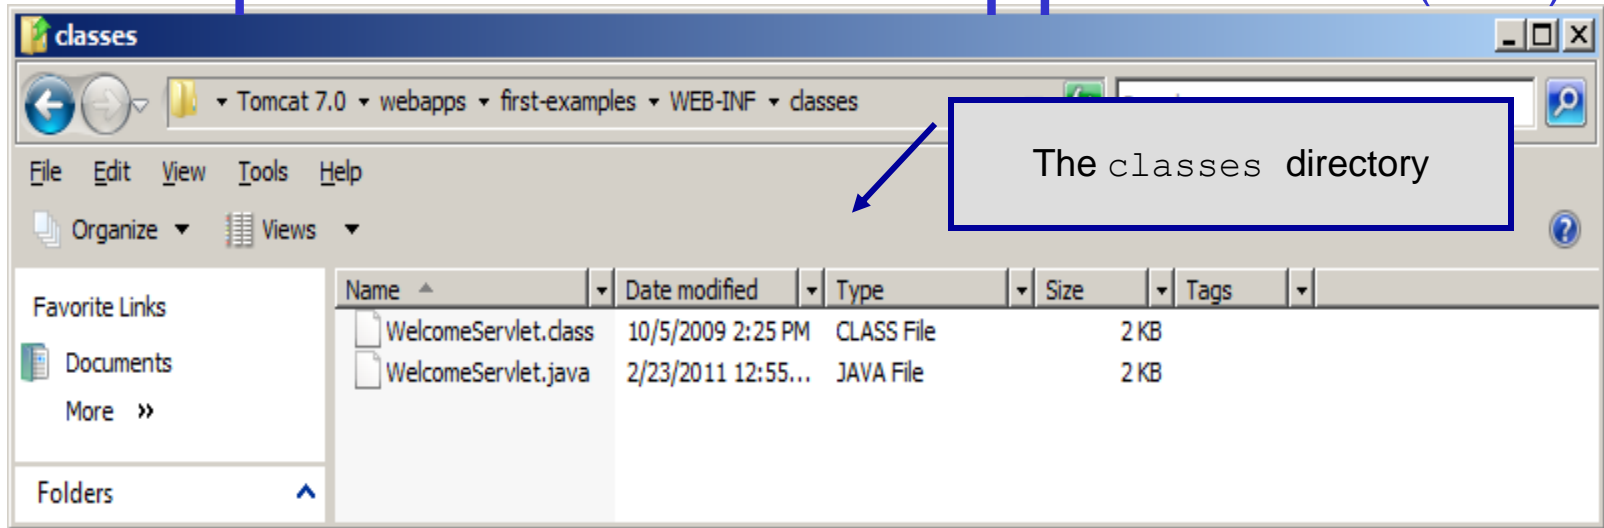 classes
Tomcat 7.0 webapps first-examples WEB-INF classes
The classes directory
File Edit View Tools Help
Organize Views
Favorite Links
Documents
More »
Folders
Name Date modified Type Size Tags
WelcomeServlet.class 10/5/2009 2:25 PM CLASS File 2 KB
WelcomeServlet.java 2/23/2011 12:55... JAVA File 2 KB